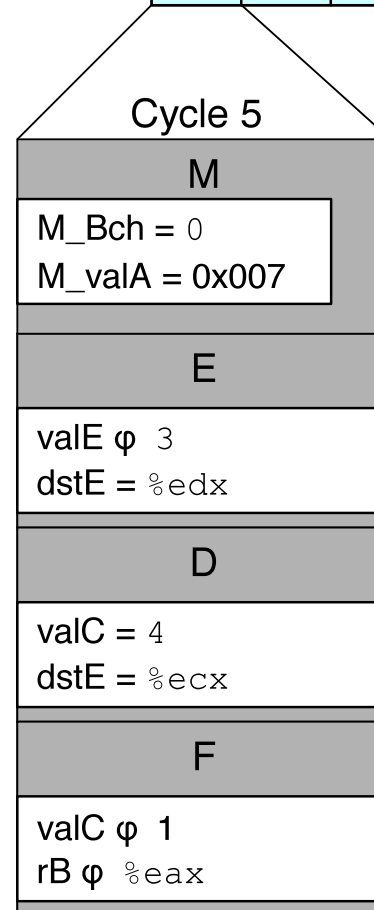 Cycle 5
M
M_Bch = 0
M_valA = 0x007
E
valE φ 3
dstE = %edx
D
valC = 4
dstE = %ecx
F
valC φ 1
rB φ %eax